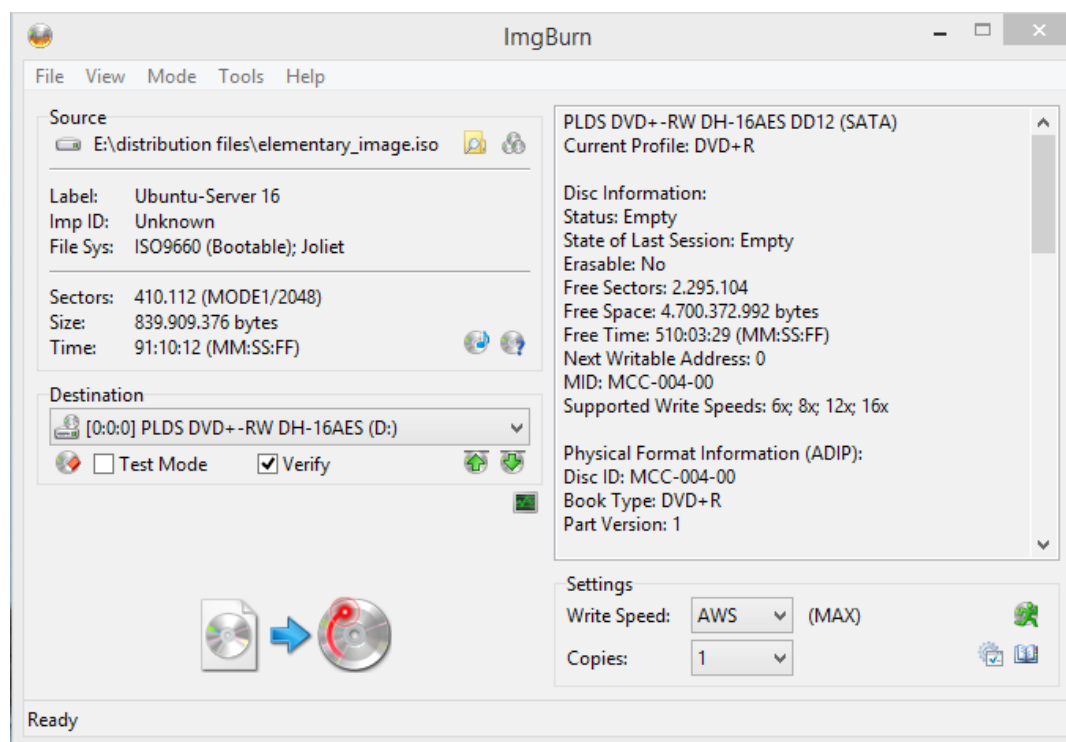 ImgBurn
File View Mode Tools Help
Source
E:\distribution files\elementary_image.iso
Label: Ubuntu-Server 16
Imp ID: Unknown
File Sys: ISO9660 (Bootable); Joliet
Sectors: 410.112 (MODE1/2048)
Size: 839.909.376 bytes
Time: 91:10:12 (MM:SS:FF)
Destination
[0:0:0] PLDS DVD+-RW DH-16AES (D:)
Test Mode Verify
PLDS DVD+-RW DH-16AES DD12 (SATA)
Current Profile: DVD+R
Disc Information:
Status: Empty
State of Last Session: Empty
Erasable: No
Free Sectors: 2.295.104
Free Space: 4.700.372.992 bytes
Free Time: 510:03:29 (MM:SS:FF)
Next Writable Address: 0
MID: MCC-004-00
Supported Write Speeds: 6x; 8x; 12x; 16x
Physical Format Information (ADIP):
Disc ID: MCC-004-00
Book Type: DVD+R
Part Version: 1
Settings
Write Speed: AWS (MAX)
Copies: 1
Ready